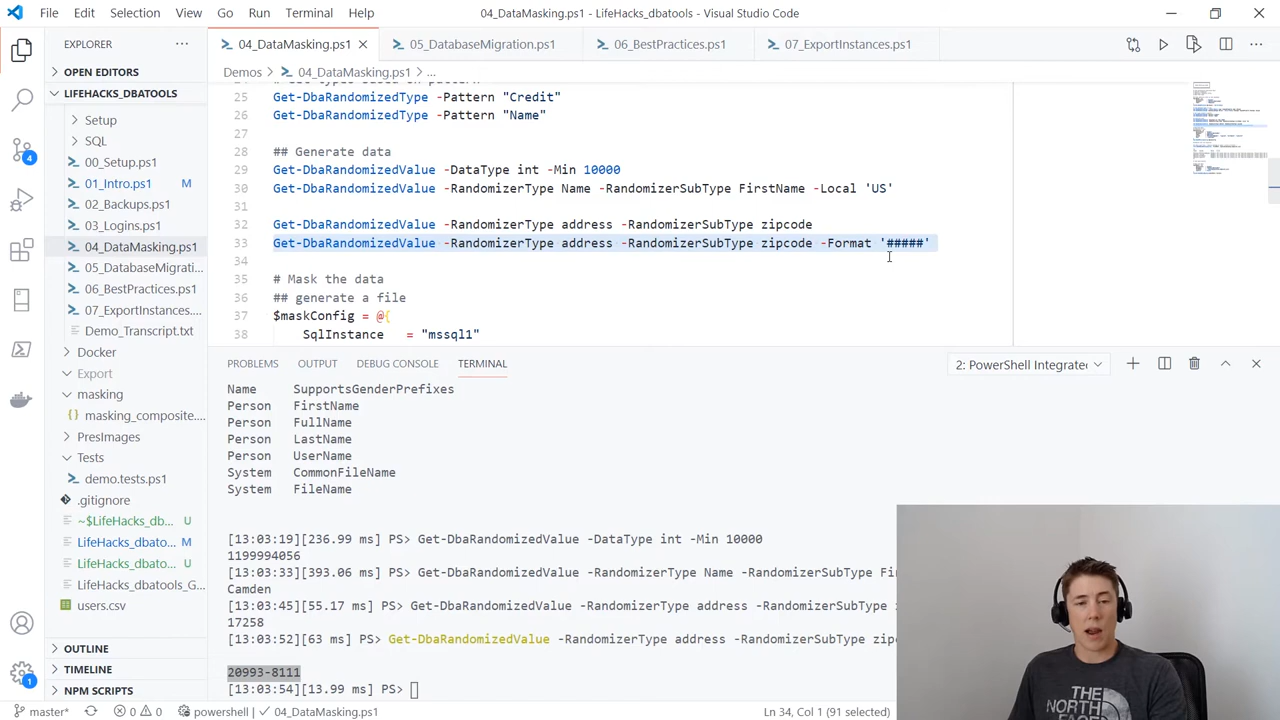 File Edit Selection View Go Run Terminal Help 04_DataMasking.ps1 - LifeHacks_dbatools - Visual Studio Code
EXPLORER
04_DataMasking.ps1 05_DatabaseMigration.ps1 06_BestPractices.ps1 07_ExportInstances.ps1
OPEN EDITORS
LIFEHACKS_DBATOOLS
Setup
SQL
00_Setup.ps1
01_Intro.ps1 M
02_Backups.ps1
03_Logins.ps1
04_DataMasking.ps1
05_DatabaseMigrati...
06_BestPractices.ps1
07_ExportInstances....
Demo_Transcript.txt
Docker
Export
masking
masking_composite....
PresImages
Tests
demo.tests.ps1
.gitignore
~$LifeHacks_db... U
LifeHacks_dbato... M
LifeHacks_dbato... U
LifeHacks_dbatools_G...
users.csv
OUTLINE
TIMELINE
NPM SCRIPTS
Demos > 04_DataMasking.ps1 > ...
25 Get-DbaRandomizedType -Pattern "Credit"
26 Get-DbaRandomizedType -Pattern "Name"
27
28 ## Generate data
29 Get-DbaRandomizedValue -DataType int -Min 10000
30 Get-DbaRandomizedValue -RandomizerType Name -RandomizerSubType FirstName -Local 'US'
31
32 Get-DbaRandomizedValue -RandomizerType address -RandomizerSubType zipcode
33 Get-DbaRandomizedValue -RandomizerType address -RandomizerSubType zipcode -Format '#####'
34
35 # Mask the data
36 ## generate a file
37 $maskConfig = @{
38 SqlInstance = "mssql1"
PROBLEMS OUTPUT DEBUG CONSOLE TERMINAL 2: PowerShell Integrate
Name SupportsGenderPrefixes
Person FirstName
Person FullName
Person LastName
Person UserName
System CommonFileName
System FileName
[13:03:19][236.99 ms] PS> Get-DbaRandomizedValue -DataType int -Min 10000
1199994056
[13:03:33][393.06 ms] PS> Get-DbaRandomizedValue -RandomizerType Name -RandomizerSubType Fi
Camden
[13:03:45][55.17 ms] PS> Get-DbaRandomizedValue -RandomizerType address -RandomizerSubType
17258
[13:03:52][63 ms] PS> Get-DbaRandomizedValue -RandomizerType address -RandomizerSubType zip
20993-8111
[13:03:54][13.99 ms] PS>
4
1
THE
NORTH
master* 0 0 powershell 04_DataMasking.ps1 Ln 34, Col 1 (91 selected)